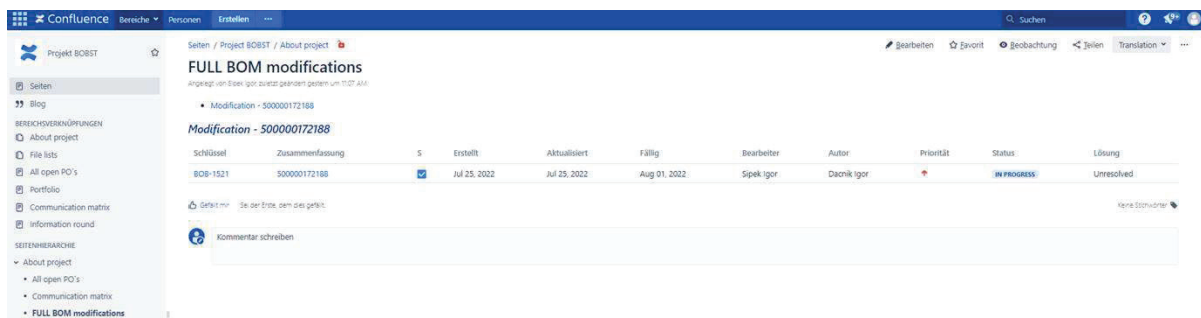 Confluence Bereiche Personen Erstellen ··· Suchen ? 9+
Projekt BOBST
Seiten / Project BOBST / About project
Bearbeiten Favorit Beobachtung Teilen Translation ···
FULL BOM modifications
Angelegt von Sipek Igor, zuletzt geändert gestern um 11:07 AM
Seiten
Blog
• Modification - 500000172188
BEREICHSVERKNÜPFUNGEN
About project
File lists
All open PO's
Portfolio
Communication matrix
Information round
Modification - 500000172188
Schlüssel Zusammenfassung S Erstellt Aktualisiert Fällig Bearbeiter Autor Priorität Status Lösung
BOB-1521 500000172188 Jul 25, 2022 Jul 25, 2022 Aug 01, 2022 Sipek Igor Dacnik Igor IN PROGRESS Unresolved
Gefällt mir Sei der Erste, dem dies gefällt. Keine Stichwörter
Kommentar schreiben
SEITENHIERARCHIE
About project
• All open PO's
• Communication matrix
• FULL BOM modifications